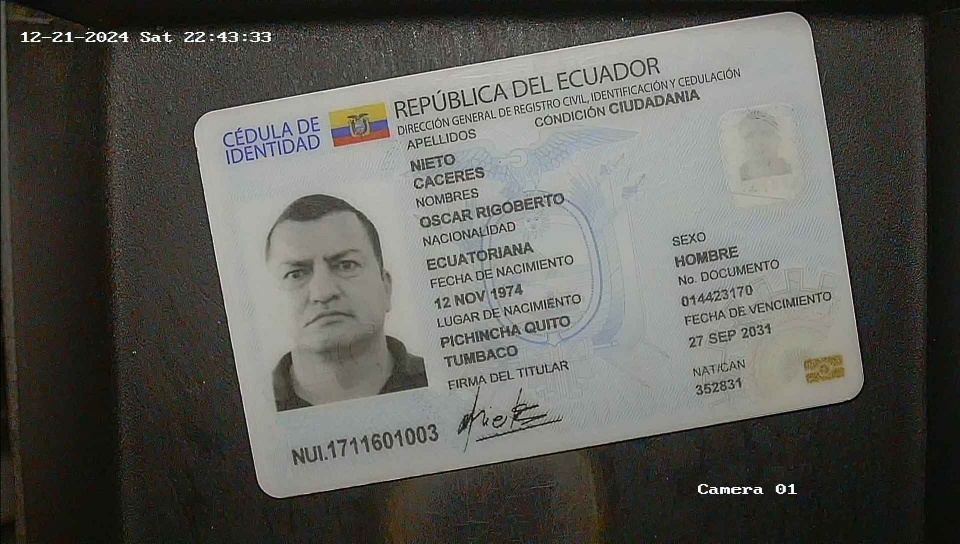 12-21-2024 Sat 22:43:33
CÉDULA DE
IDENTIDAD
REPÚBLICA DEL ECUADOR
DIRECCIÓN GENERAL DE REGISTRO CIVIL, IDENTIFICACIÓN Y CEDULACIÓN
APELLIDOS
CONDICIÓN CIUDADANIA
NIETO
CACERES
NOMBRES
OSCAR RIGOBERTO
NACIONALIDAD
ECUATORIANA
FECHA DE NACIMIENTO
12 NOV 1974
LUGAR DE NACIMIENTO
PICHINCHA QUITO
TUMBACO
FIRMA DEL TITULAR
SEXO
HOMBRE
No. DOCUMENTO
014423170
FECHA DE VENCIMIENTO
27 SEP 2031
NAT/CAN
352831
NUI.1711601003
Camera 01